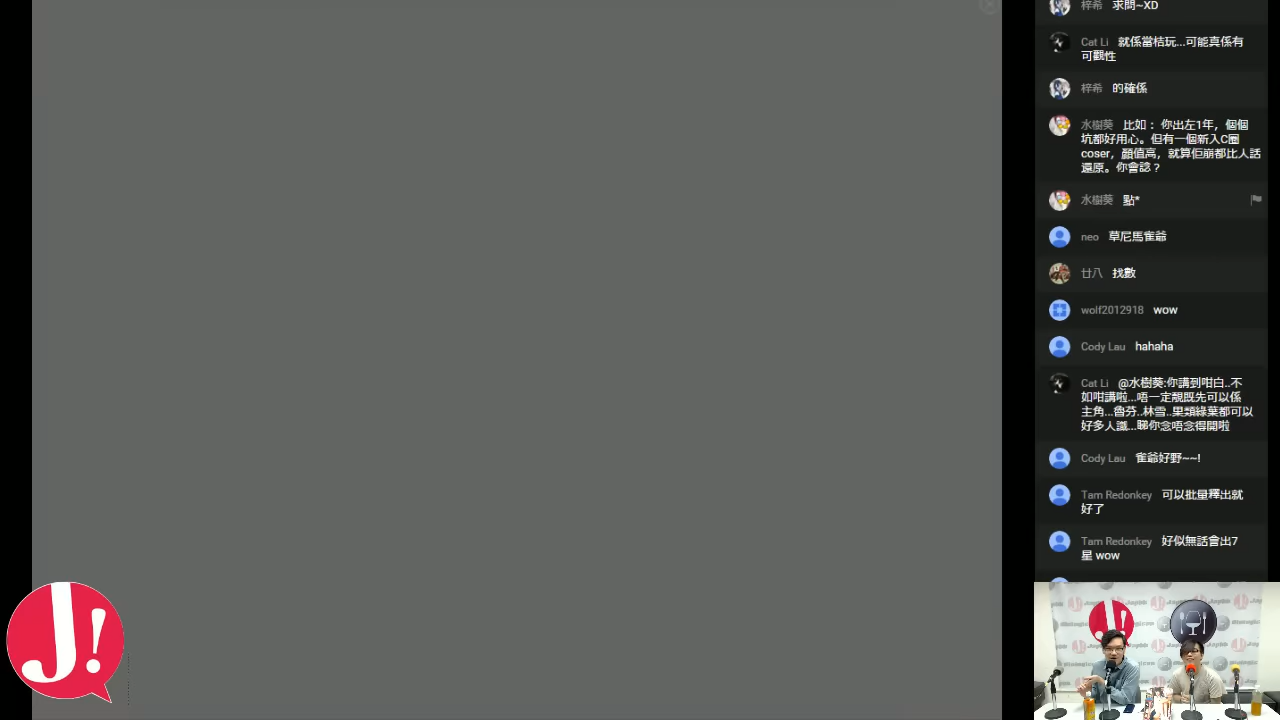 梓希 求問~XD
Cat Li 就係當桔玩...可能真係有
可觀性
梓希 的確係
水樹葵 比如： 你出左1年，個個
坑都好用心。但有一個新入C圈
coser，顏值高，就算佢崩都比人話
還原。你會諗？
水樹葵 點*
neo 草尼馬雀爺
廿八 找數
wolf2012918 wow
Cody Lau hahaha
Cat Li @水樹葵:你講到咁白..不
如咁講啦...唔一定靚既先可以係
主角...魯芬..林雪..果類綠葉都可以
好多人識...睇你念唔念得開啦
Cody Lau 雀爺好野~~!
Tam Redonkey 可以批量釋出就
好了
Tam Redonkey 好似無話會出7
星 wow
J!
J!